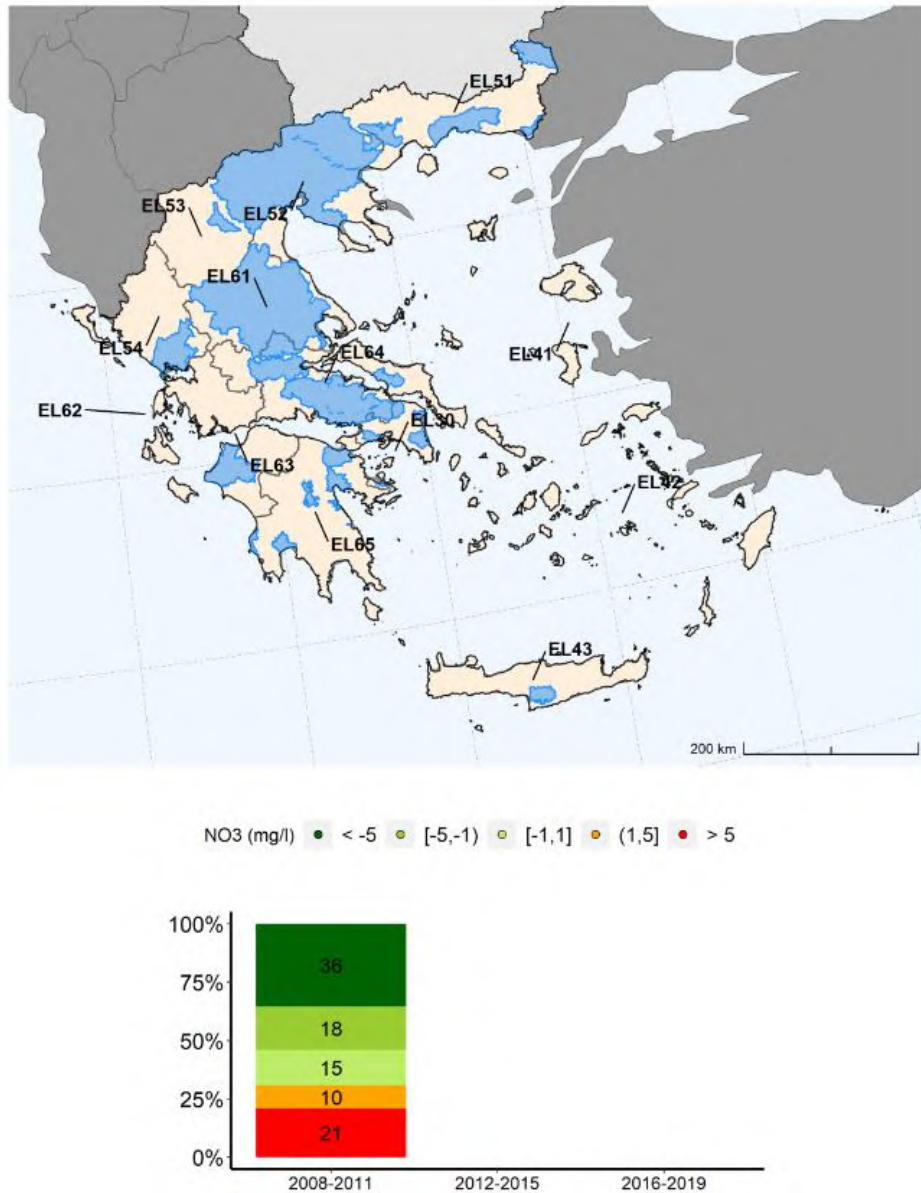 EL51
EL53
EL52
EL61
EL54
EL64
EL41
EL62
EL30
EL63
EL42
EL65
EL43
200 km
NO3 (mg/l) < -5 [-5,-1) [-1,1] (1,5] > 5
100%
36
75%
18
50%
15
25%
10
21
0%
2008-2011 2012-2015 2016-2019